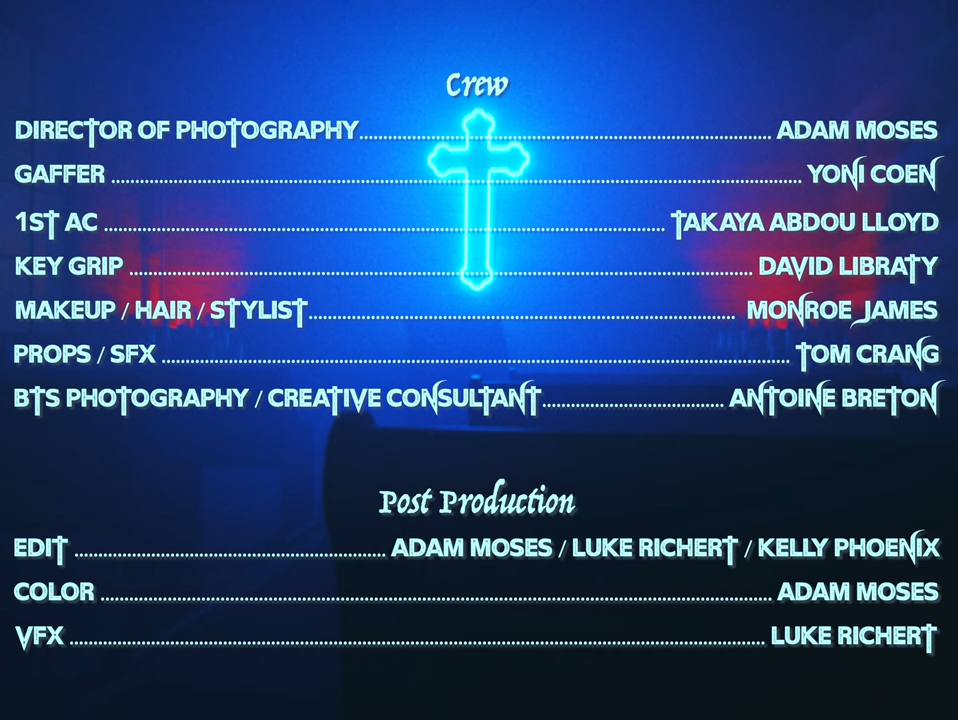 Crew
DIRECTOR OF PHOTOGRAPHY................ ADAM MOSES
GAFFER ................ YONI COEN
1ST AC ................ TAKAYA ABDOU LLOYD
KEY GRIP ................ DAVID LIBRATY
MAKEUP / HAIR / STYLIST................ MONROE JAMES
PROPS / SFX ................ TOM CRANG
BTS PHOTOGRAPHY / CREATIVE CONSULTANT................ ANTOINE BRETON
Post Production
EDIT ................ ADAM MOSES / LUKE RICHERT / KELLY PHOENIX
COLOR ................ ADAM MOSES
VFX ................ LUKE RICHERT